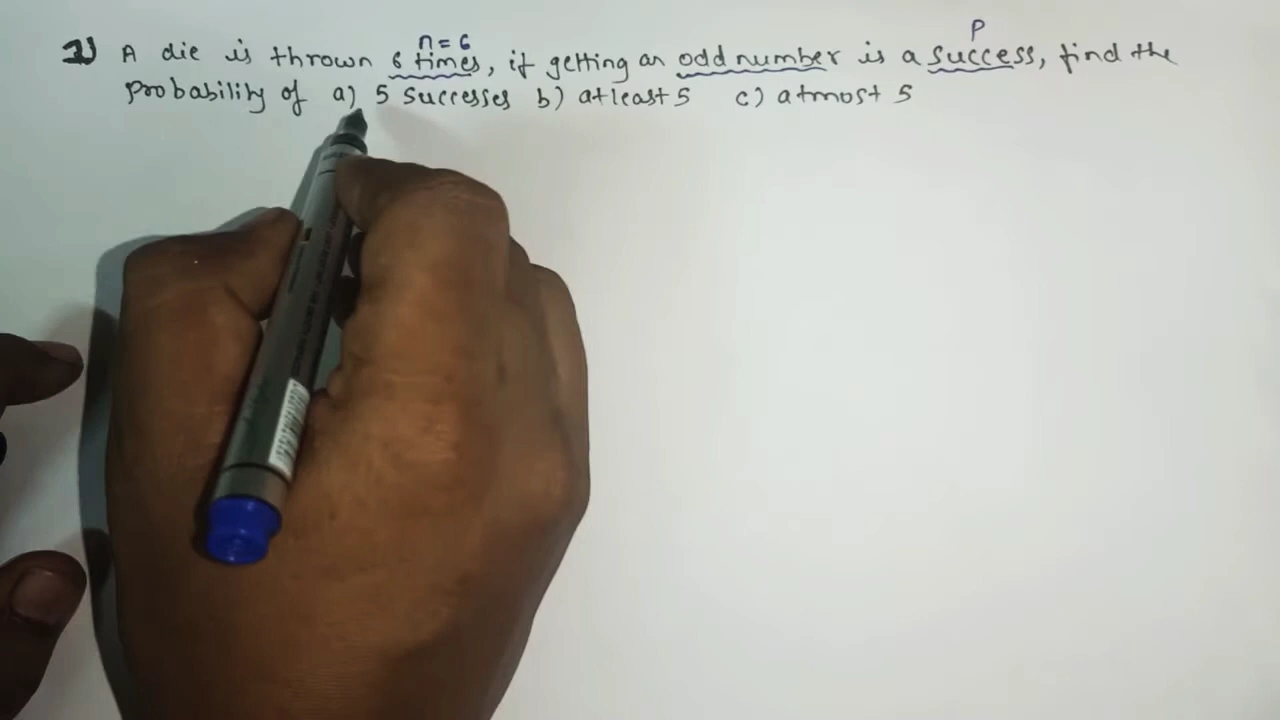 n = 6
P
2) A die is thrown 6 times, if getting an odd number is a success, find the
probability of a) 5 successes b) atleast 5 c) atmost 5